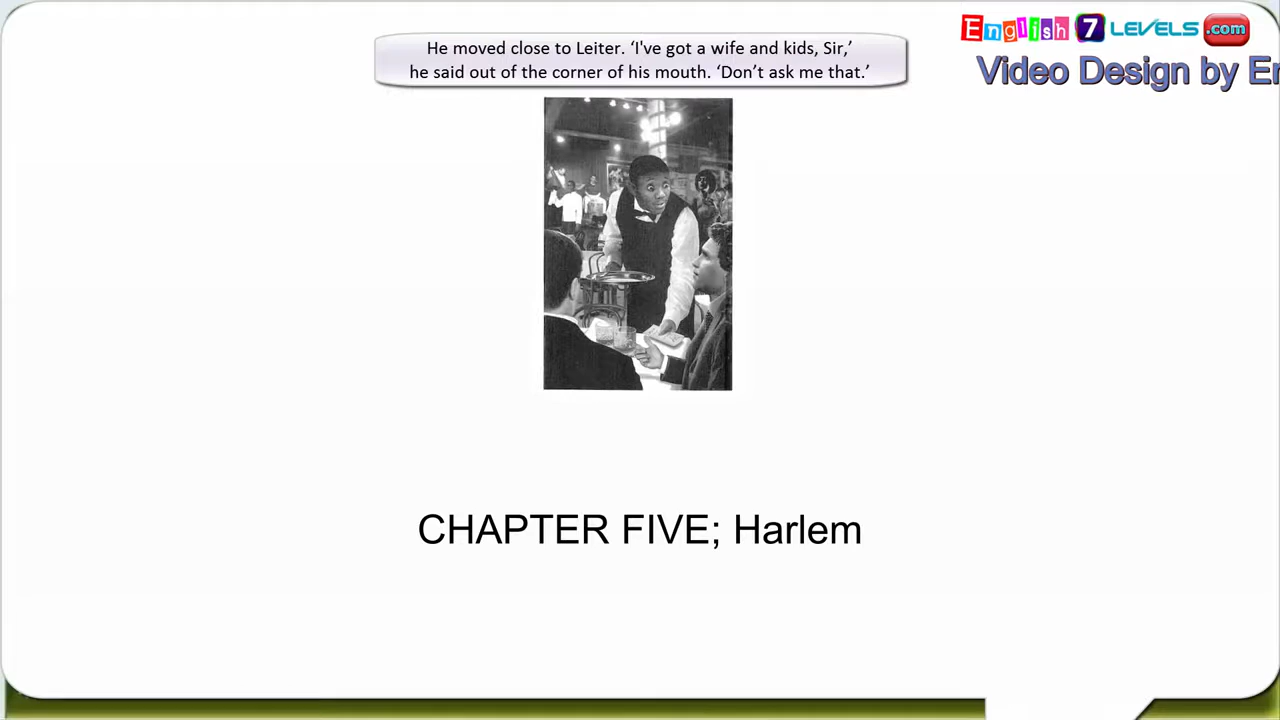 He moved close to Leiter. ‘I've got a wife and kids, Sir,’
he said out of the corner of his mouth. ‘Don’t ask me that.’
English 7 LEVELS .com
Video Design by
CHAPTER FIVE; Harlem